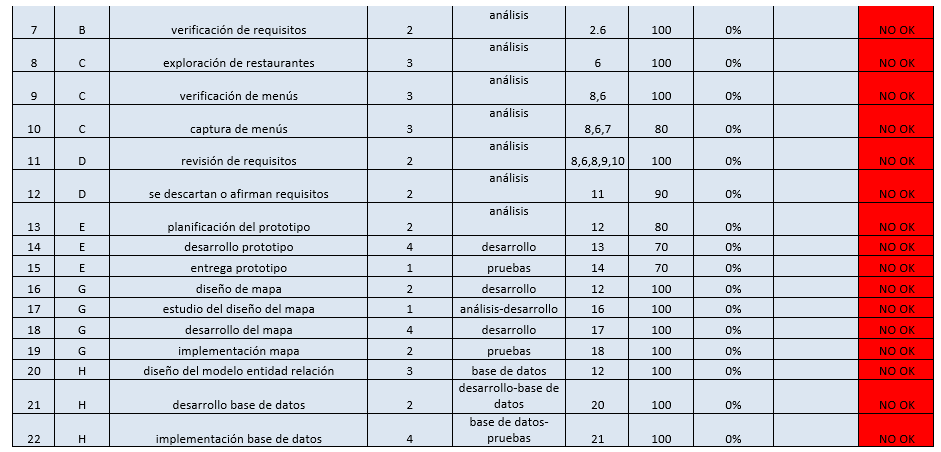 7 B verificación de requisitos 2 análisis 2.6 100 0% NO OK
8 C exploración de restaurantes 3 análisis 6 100 0% NO OK
9 C verificación de menús 3 análisis 8,6 100 0% NO OK
10 C captura de menús 3 análisis 8,6,7 80 0% NO OK
11 D revisión de requisitos 2 análisis 8,6,8,9,10 100 0% NO OK
12 D se descartan o afirman requisitos 2 análisis 11 90 0% NO OK
13 E planificación del prototipo 2 análisis 12 80 0% NO OK
14 E desarrollo prototipo 4 desarrollo 13 70 0% NO OK
15 E entrega prototipo 1 pruebas 14 70 0% NO OK
16 G diseño de mapa 2 desarrollo 12 100 0% NO OK
17 G estudio del diseño del mapa 1 análisis-desarrollo 16 100 0% NO OK
18 G desarrollo del mapa 4 desarrollo 17 100 0% NO OK
19 G implementación mapa 2 pruebas 18 100 0% NO OK
20 H diseño del modelo entidad relación 3 base de datos 12 100 0% NO OK
21 H desarrollo base de datos 2 desarrollo-base de datos 20 100 0% NO OK
22 H implementación base de datos 4 base de datos-pruebas 21 100 0% NO OK